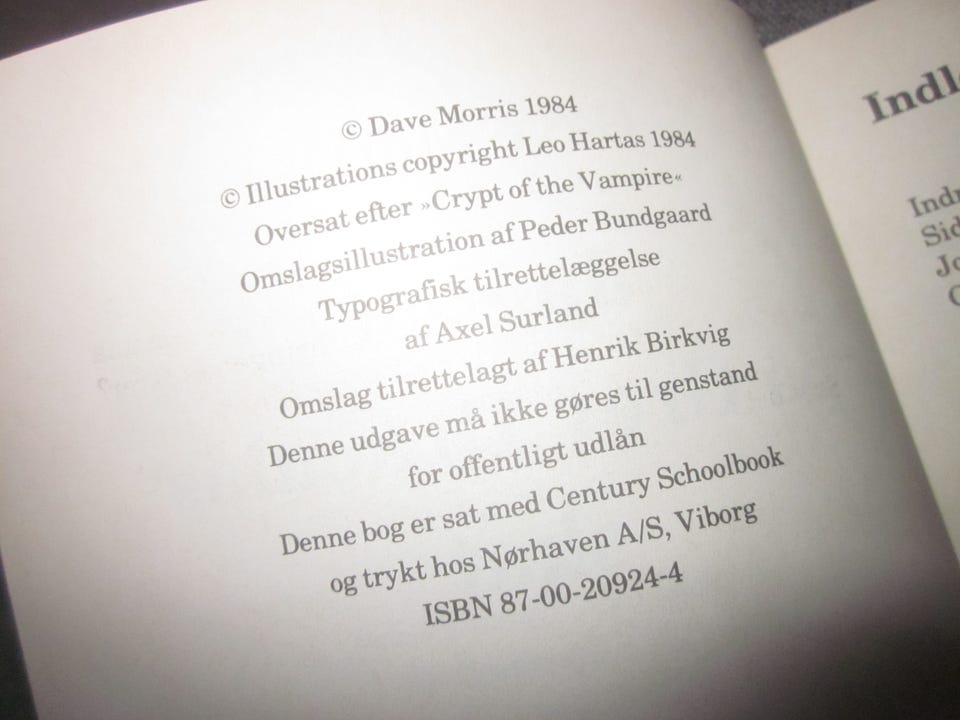 © Dave Morris 1984
© Illustrations copyright Leo Hartas 1984
Oversat efter »Crypt of the Vampire«
Omslagsillustration af Peder Bundgaard
Typografisk tilrettelæggelse
af Axel Surland
Omslag tilrettelagt af Henrik Birkvig
Denne udgave må ikke gøres til genstand
for offentligt udlån
Denne bog er sat med Century Schoolbook
og trykt hos Nørhaven A/S, Viborg
ISBN 87-00-20924-4